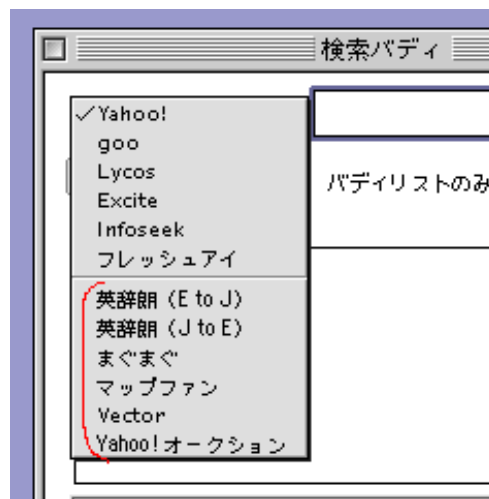 検索バディ
✓Yahoo!
goo
Lycos
Excite
Infoseek
フレッシュアイ
バディリストのみ
英辞朗 (E to J)
英辞朗 (J to E)
まぐまぐ
マップファン
Vector
Yahoo!オークション